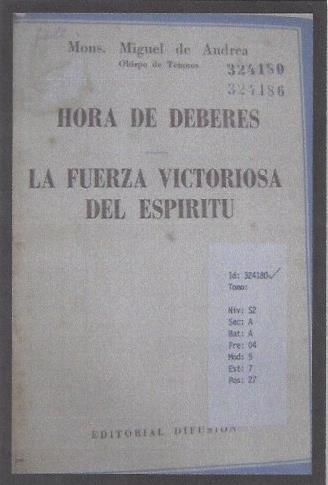 Mons. Miguel de Andrea
Obispo de Temnos
324180
324186
HORA DE DEBERES
LA FUERZA VICTORIOSA
DEL ESPIRITU
Id: 324180
Tomo:
Niv: S2
Sec: A
Bat: A
Pre: 04
Mod: 5
Est: 7
Pos: 27
EDITORIAL DIFUSION